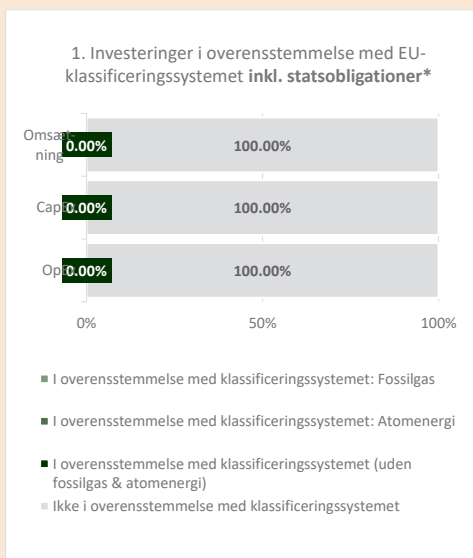 1. Investeringer i overensstemmelse med EU-
klassificeringssystemet inkl. statsobligationer*
Omsæt-
ning
0.00%
100.00%
CapEx
0.00%
100.00%
OpEx
0.00%
100.00%
0%
50%
100%
I overensstemmelse med klassificeringssystemet: Fossilgas
I overensstemmelse med klassificeringssystemet: Atomenergi
I overensstemmelse med klassificeringssystemet (uden
fossilgas & atomenergi)
Ikke i overensstemmelse med klassificeringssystemet